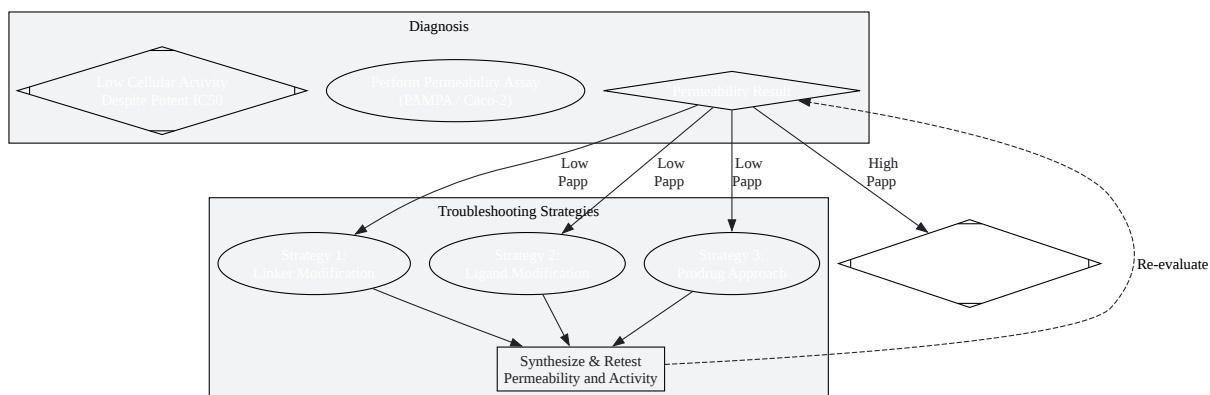 Diagnosis
Low Cellular Activity
Despite Potent IC50
Perform Permeability Assay
(PAMPA / Caco-2)
Permeability Result
Low
Papp
Low
Papp
Low
Papp
High
Papp
Troubleshooting Strategies
Strategy 1:
Linker Modification
Strategy 2:
Ligand Modification
Strategy 3:
Prodrug Approach
Re-evaluate
Synthesize & Retest
Permeability and Activity